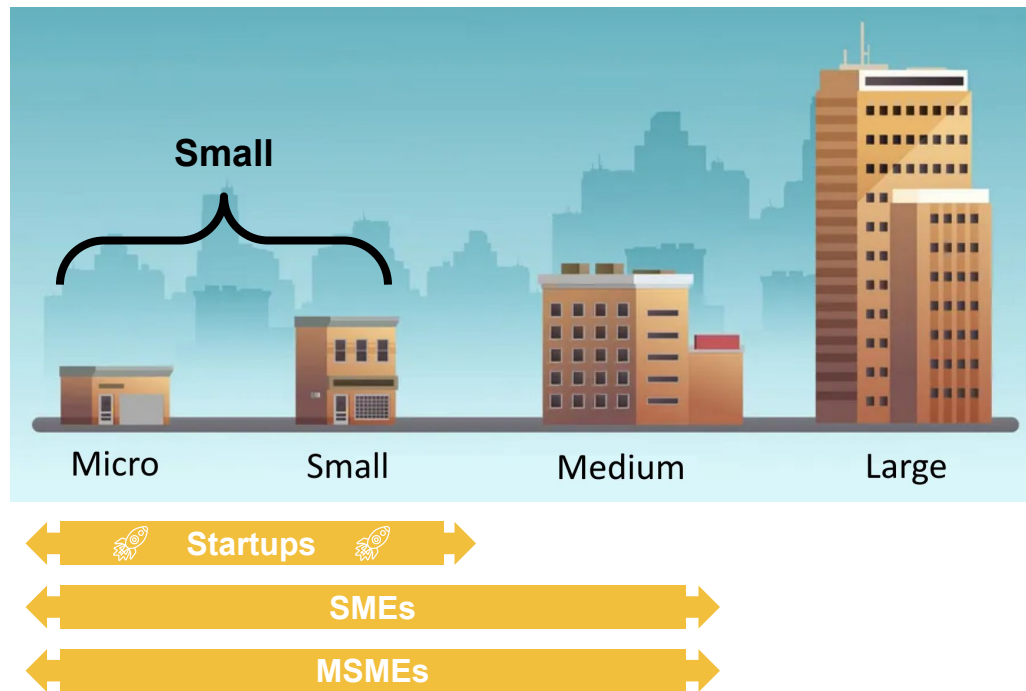 Small
Micro Small Medium Large
Startups
SMEs
MSMEs